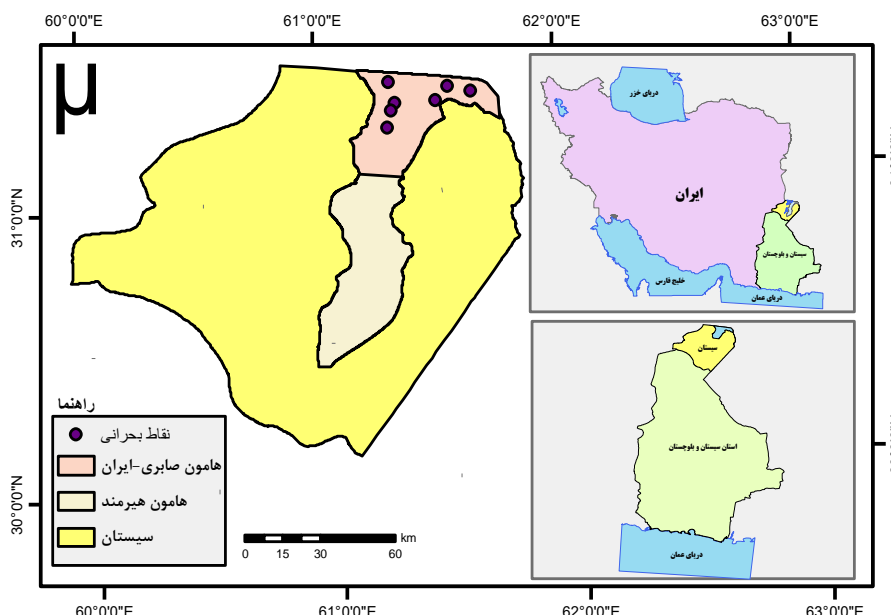 60°0'0"E 61°0'0"E 62°0'0"E 63°0'0"E
µ
دریای خزر
ایران
سیستان و بلوچستان
خلیج فارس
دریای عمان
31°0'0"N
30°0'0"N
سیستان
استان سیستان و بلوچستان
دریای عمان
راهنما
نقاط بحرانی
هامون صابری-ایران
هامون هیرمند
سیستان
km
0 15 30 60
60°0'0"E 61°0'0"E 62°0'0"E 63°0'0"E